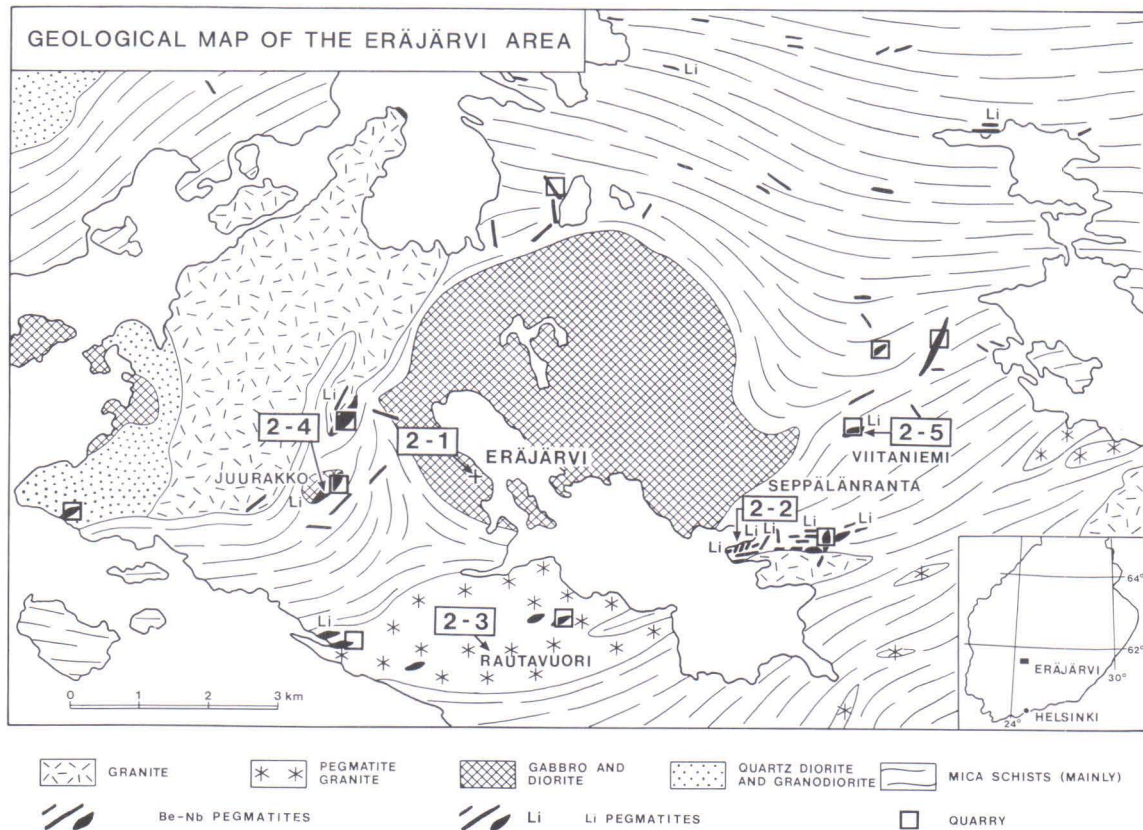 GEOLOGICAL MAP OF THE ERÄJÄRVI AREA
Li
Li
Li
2-4
2-1
ERÄJÄRVI
Li
2-5
VIITANIEMI
JUURAKKO
Li
SEPPÄLÄNRANTA
2-2
Li Li Li Li Li
Li
2-3
RAUTAVUORI
0 1 2 3 km
64°
62°
ERÄJÄRVI
30°
24°
HELSINKI
GRANITE
PEGMATITE GRANITE
GABBRO AND DIORITE
QUARTZ DIORITE AND GRANODIORITE
MICA SCHISTS (MAINLY)
Be-Nb PEGMATITES
Li Li PEGMATITES
QUARRY